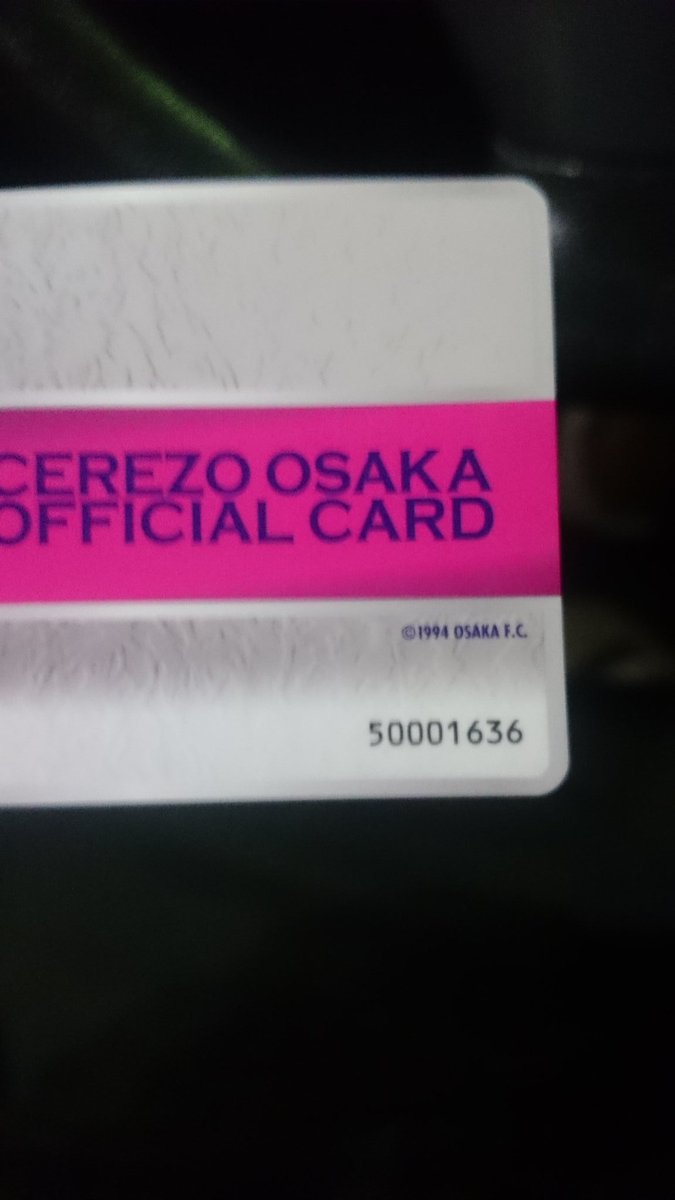 CEREZO OSAKA
OFFICIAL CARD
©1994 OSAKA F.C.
50001636